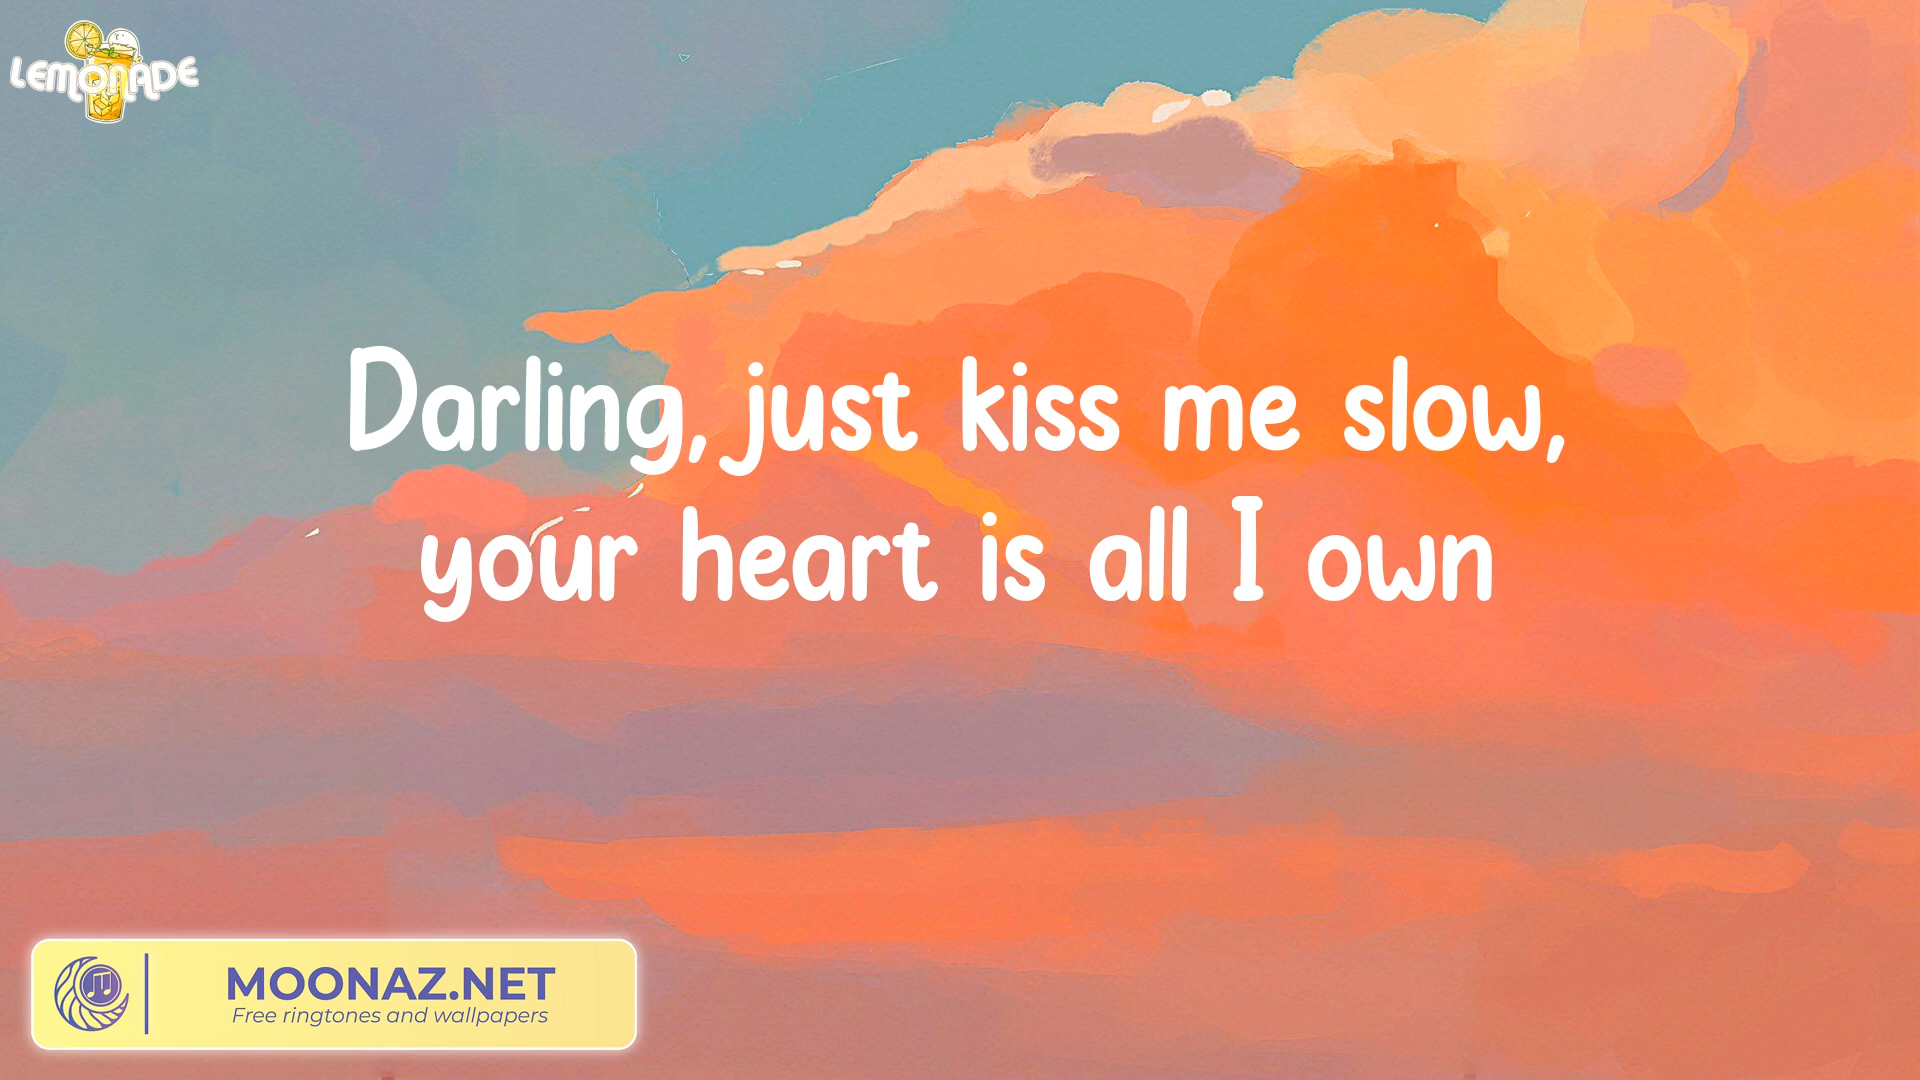 LEMONADE
Darling, just kiss me slow,
your heart is all I own
MOONAZ.NET
Free ringtones and wallpapers